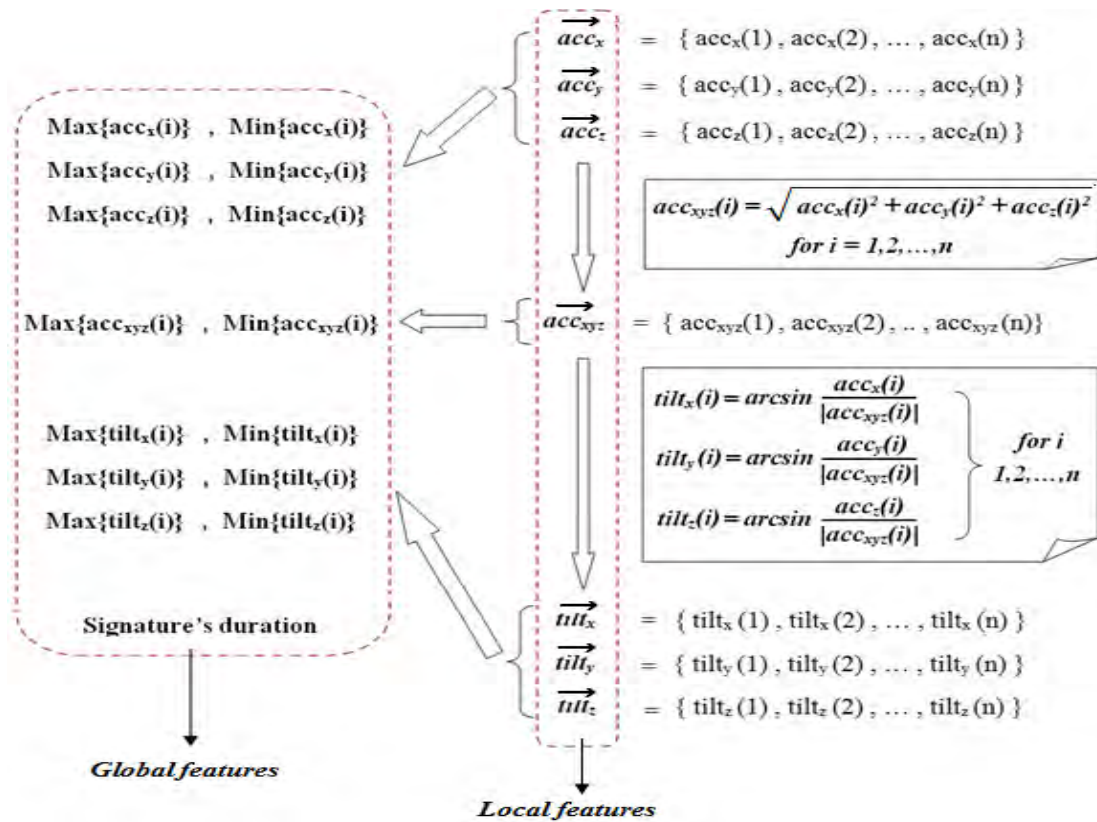 acc_x = { acc_x(1) , acc_x(2) , ... , acc_x(n) }
acc_y = { acc_y(1) , acc_y(2) , ... , acc_y(n) }
acc_z = { acc_z(1) , acc_z(2) , ... , acc_z(n) }
Max{acc_x(i)} , Min{acc_x(i)}
Max{acc_y(i)} , Min{acc_y(i)}
Max{acc_z(i)} , Min{acc_z(i)}
acc_xyz(i) = √ acc_x(i)² + acc_y(i)² + acc_z(i)²
for i = 1,2,...,n
Max{acc_xyz(i)} , Min{acc_xyz(i)}
acc_xyz = { acc_xyz(1) , acc_xyz(2) , .. , acc_xyz(n)}
tilt_x(i) = arcsin acc_x(i) / |acc_xyz(i)|
tilt_y(i) = arcsin acc_y(i) / |acc_xyz(i)|
tilt_z(i) = arcsin acc_z(i) / |acc_xyz(i)|
for i
1,2,...,n
Max{tilt_x(i)} , Min{tilt_x(i)}
Max{tilt_y(i)} , Min{tilt_y(i)}
Max{tilt_z(i)} , Min{tilt_z(i)}
Signature's duration
tilt_x = { tilt_x(1) , tilt_x(2) , ... , tilt_x(n) }
tilt_y = { tilt_y(1) , tilt_y(2) , ... , tilt_y(n) }
tilt_z = { tilt_z(1) , tilt_z(2) , ... , tilt_z(n) }
Global features
Local features